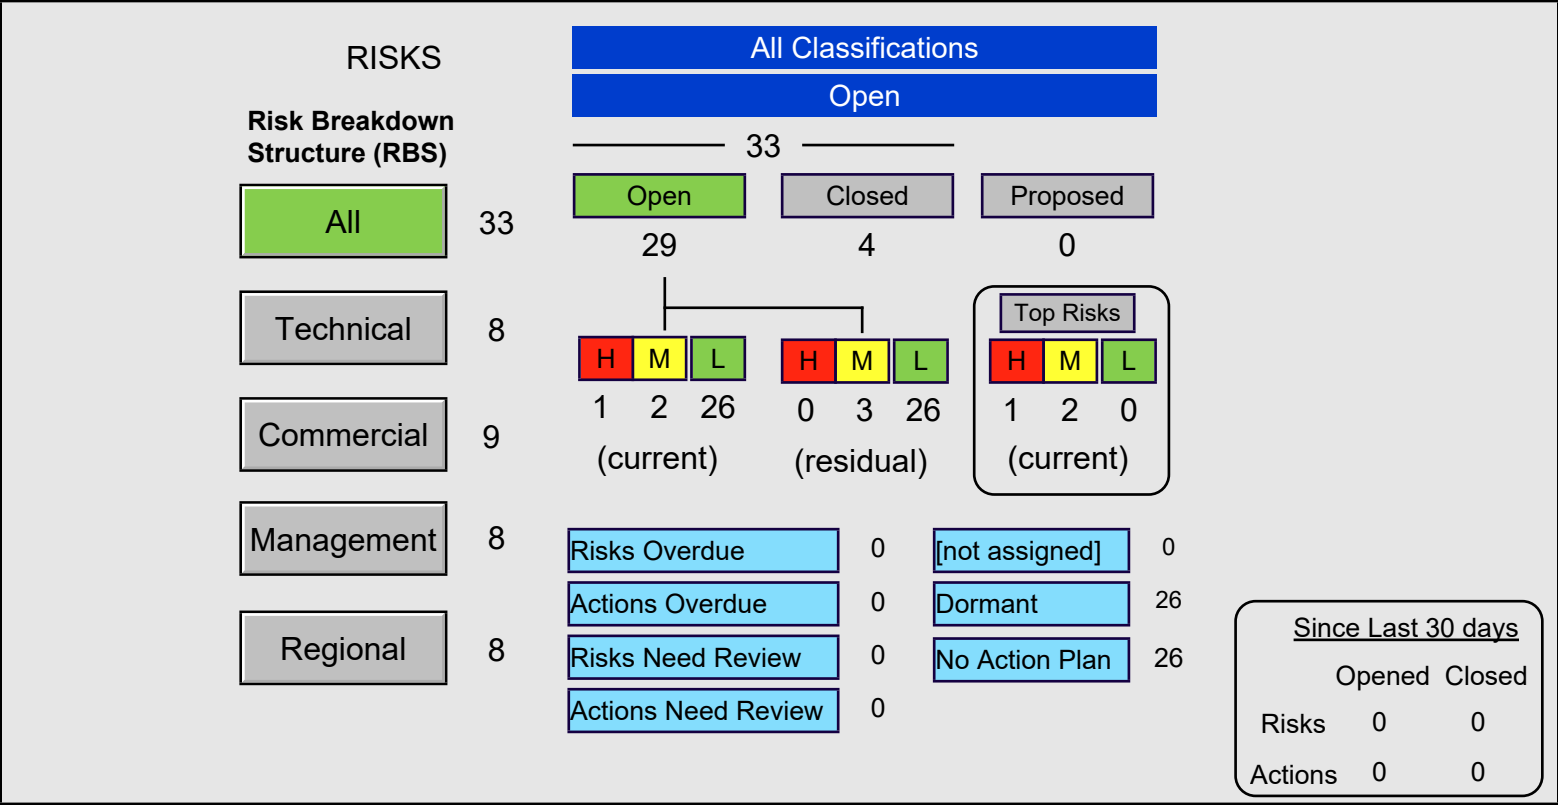 RISKS
All Classifications
Open
Risk Breakdown
Structure (RBS)
33
All 33
Open Closed Proposed
29 4 0
Technical 8
Top Risks
H M L H M L H M L
1 2 26 0 3 26 1 2 0
Commercial 9
(current) (residual) (current)
Management 8
Risks Overdue 0 [not assigned] 0
Actions Overdue 0 Dormant 26
Regional 8
Risks Need Review 0 No Action Plan 26
Actions Need Review 0
Since Last 30 days
Opened Closed
Risks 0 0
Actions 0 0